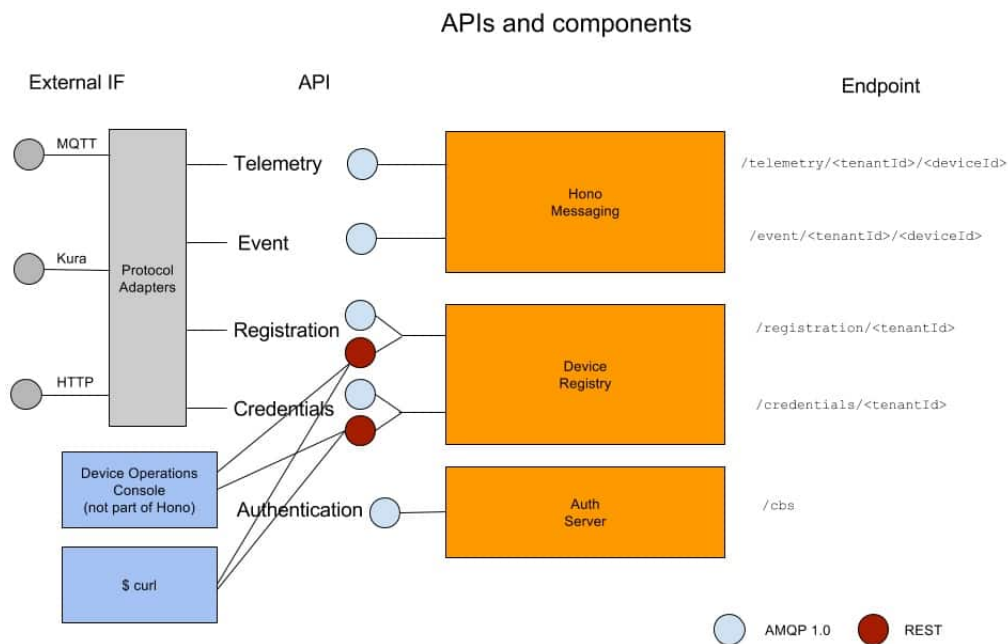 APIs and components
External IF
API
Endpoint
MQTT
Kura
HTTP
Protocol
Adapters
Telemetry
Event
Registration
Credentials
Authentication
Hono
Messaging
Device
Registry
Auth
Server
/telemetry/<tenantId>/<deviceId>
/event/<tenantId>/<deviceId>
/registration/<tenantId>
/credentials/<tenantId>
/cbs
Device Operations
Console
(not part of Hono)
$ curl
AMQP 1.0
REST